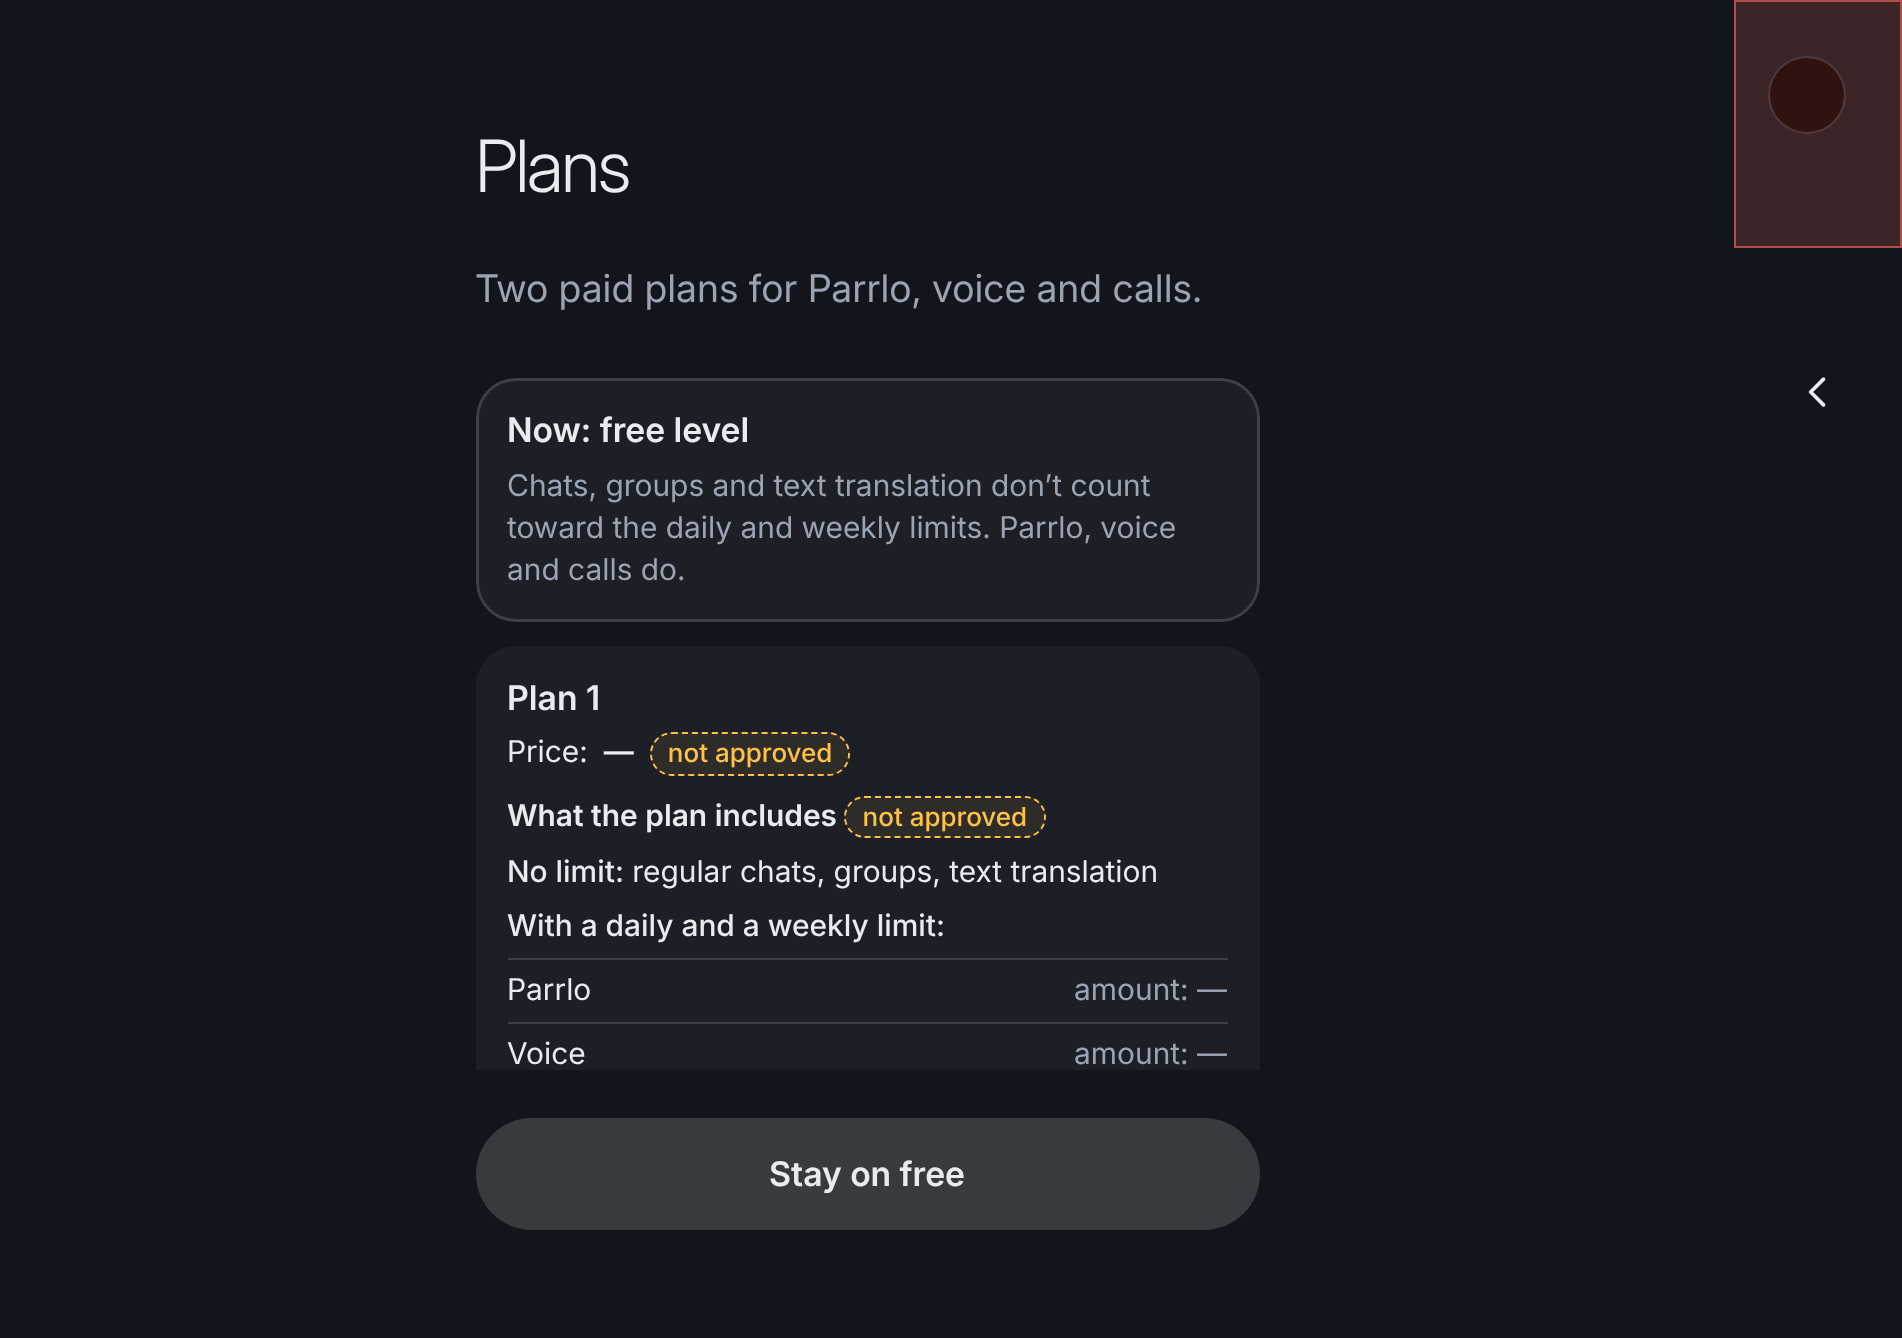 Plans
Two paid plans for Parrlo, voice and calls.
Now: free level
Chats, groups and text translation don’t count
toward the daily and weekly limits. Parrlo, voice
and calls do.
Plan 1
Price: — not approved
What the plan includes not approved
No limit: regular chats, groups, text translation
With a daily and a weekly limit:
Parrlo amount: —
Voice amount: —
Stay on free